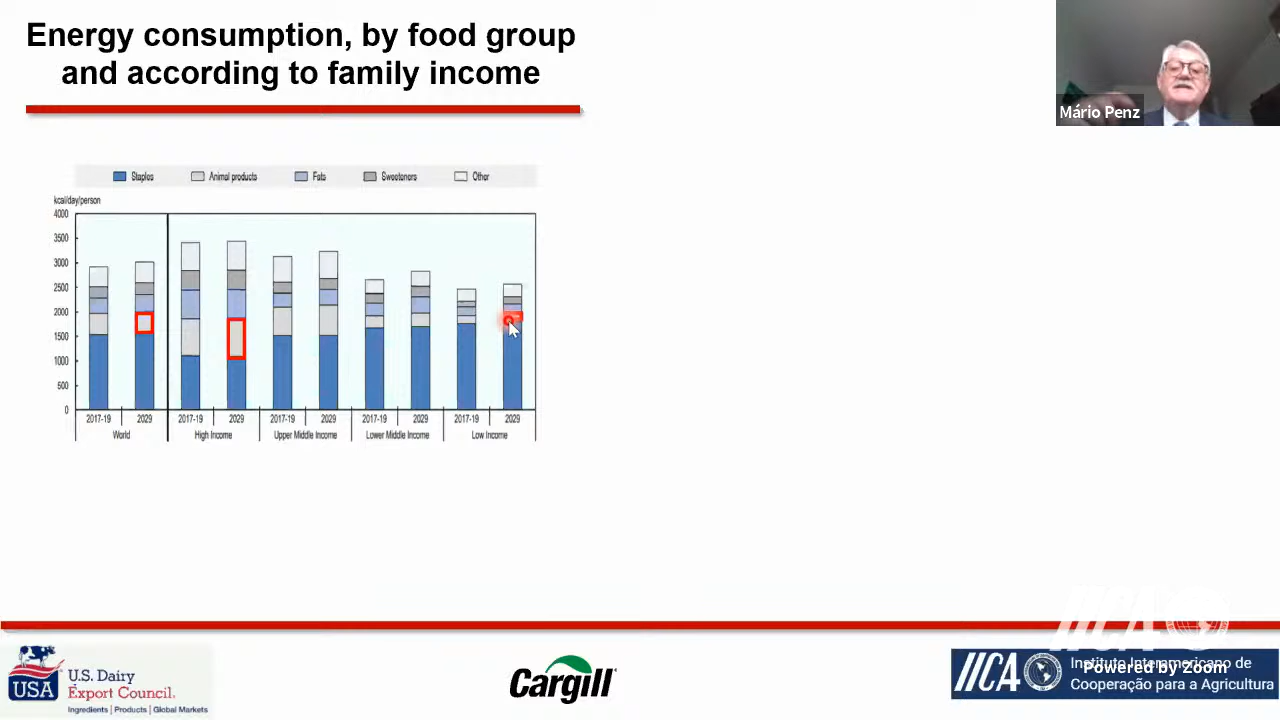 Energy consumption, by food group
and according to family income
Mário Penz
Staples Animal products Fats Sweeteners Other
kcal/day/person
4000
3500
3000
2500
2000
1500
1000
500
0
2017-19 2029 2017-19 2029 2017-19 2029 2017-19 2029 2017-19 2029
World High Income Upper Middle Income Lower Middle Income Low Income
IICA
USA
U.S. Dairy
Export Council.
Ingredients | Products | Global Markets
Cargill
IICA
Instituto Interamericano de
Cooperação para a Agricultura
Powered by Zoom